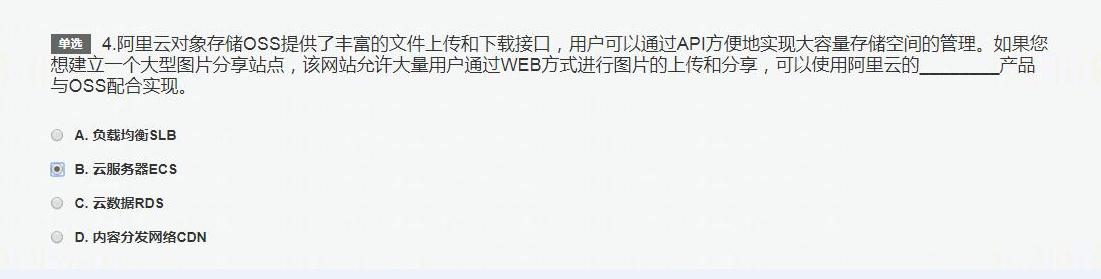 单选 4.阿里云对象存储OSS提供了丰富的文件上传和下载接口，用户可以通过API方便地实现大容量存储空间的管理。如果您
想建立一个大型图片分享站点，该网站允许大量用户通过WEB方式进行图片的上传和分享，可以使用阿里云的________产品
与OSS配合实现。
A. 负载均衡SLB
B. 云服务器ECS
C. 云数据RDS
D. 内容分发网络CDN